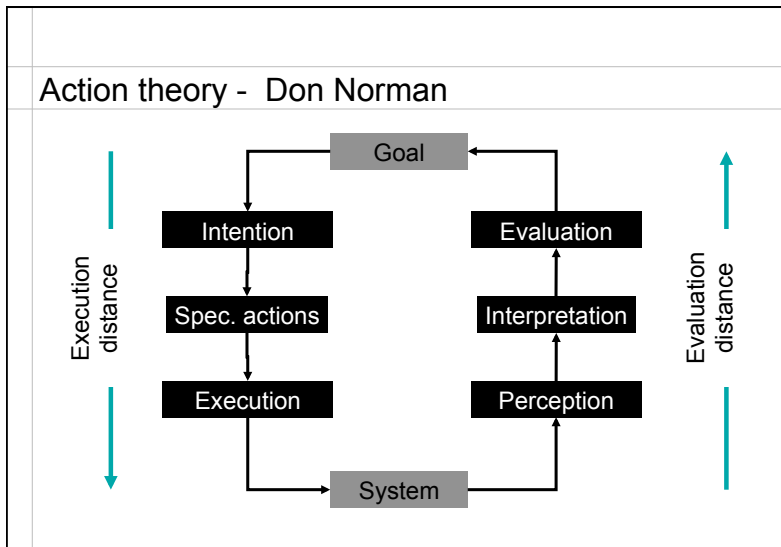 Action theory - Don Norman
Goal
Intention
Evaluation
Spec. actions
Interpretation
Execution
Perception
System
Execution
distance
Evaluation
distance